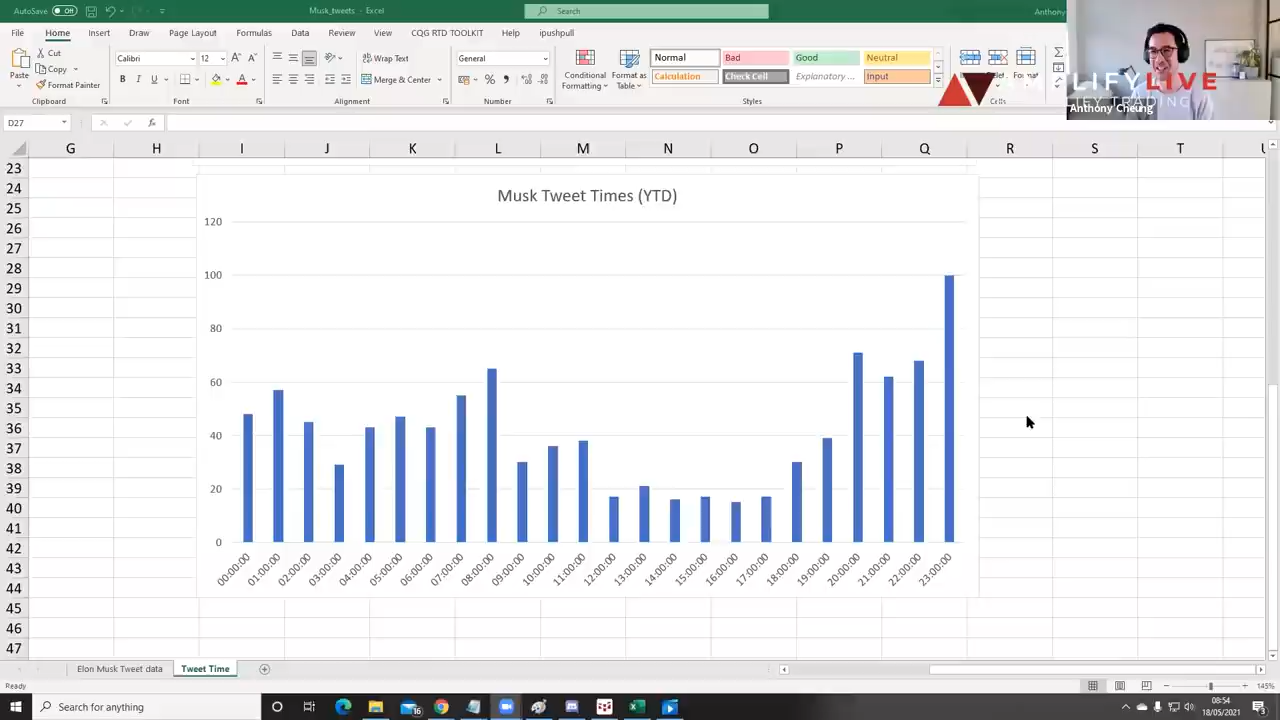 AutoSave Off Musk_tweets - Excel Search Anthony
File Home Insert Draw Page Layout Formulas Data Review View CQG RTD TOOLKIT Help ipushpull
Paste Cut Copy Format Painter Clipboard
Calibri 12 B I U A Font
Wrap Text Merge & Center Alignment
General % Number
Conditional Formatting Format as Table Normal Bad Good Neutral Calculation Check Cell Explanatory ... Input Styles
Format Cells
LIVE
TRADING
Anthony Cheung
D27 fx
G H I J K L M N O P Q R S T
23
24
25
26
27
28
29
30
31
32
33
34
35
36
37
38
39
40
41
42
43
44
45
46
47
Musk Tweet Times (YTD)
120
100
80
60
40
20
0
00:00:00 01:00:00 02:00:00 03:00:00 04:00:00 05:00:00 06:00:00 07:00:00 08:00:00 09:00:00 10:00:00 11:00:00 12:00:00 13:00:00 14:00:00 15:00:00 16:00:00 17:00:00 18:00:00 19:00:00 20:00:00 21:00:00 22:00:00 23:00:00
Elon Musk Tweet data Tweet Time
Ready 145%
Search for anything 16 08:54
18/05/2021 3